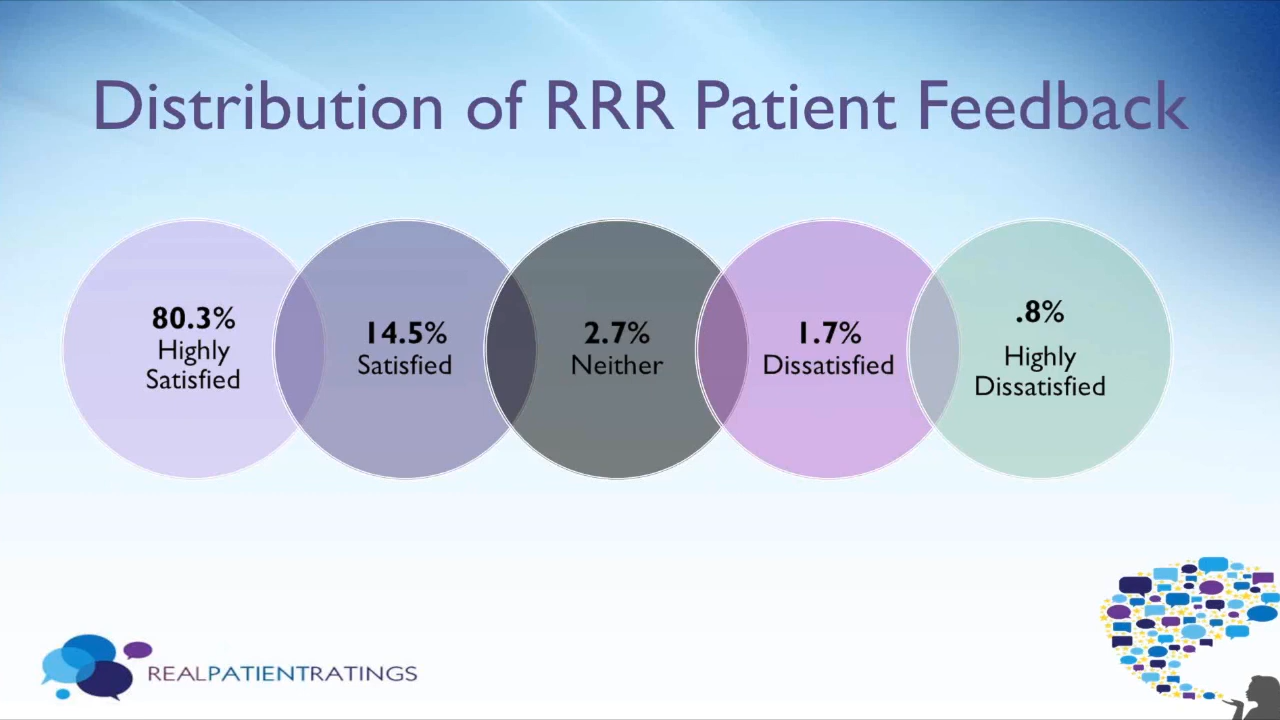 Distribution of RRR Patient Feedback
80.3%
Highly
Satisfied
14.5%
Satisfied
2.7%
Neither
1.7%
Dissatisfied
.8%
Highly
Dissatisfied
REALPATIENTRATINGS